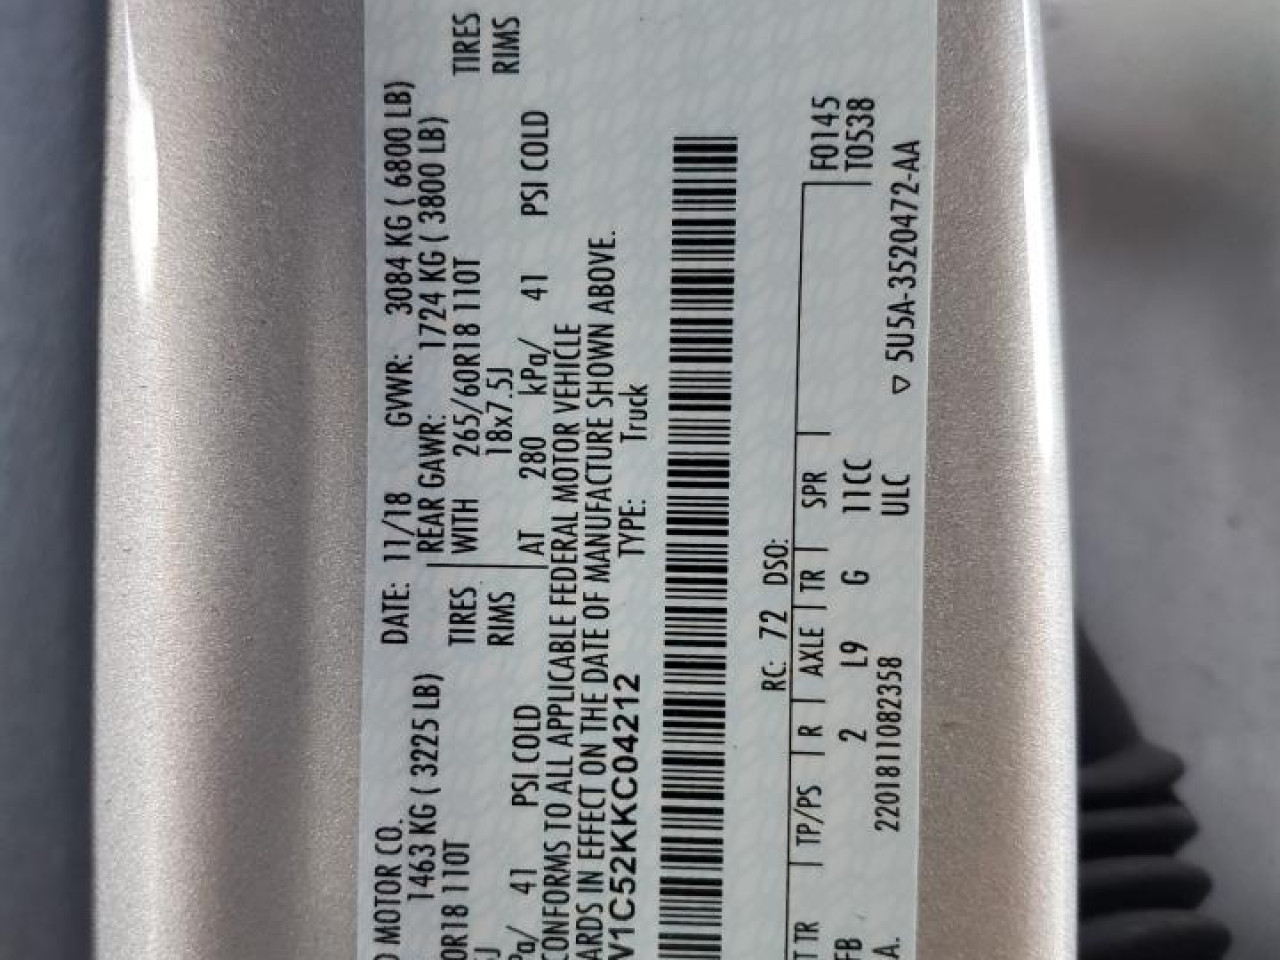 MOTOR CO. DATE: 11/18 GVWR: 3084 KG ( 6800 LB)
1463 KG ( 3225 LB) REAR GAWR: 1724 KG ( 3800 LB)
0R18 110T TIRES WITH 265/60R18 110T TIRES
J RIMS 18x7.5J RIMS
Pa/ 41 PSI COLD AT 280 kPa/ 41 PSI COLD
CONFORMS TO ALL APPLICABLE FEDERAL MOTOR VEHICLE
ARDS IN EFFECT ON THE DATE OF MANUFACTURE SHOWN ABOVE.
V1C52KKC04212 TYPE: Truck
RC: 72 DSO:
T TR TP/PS R AXLE TR SPR F0145
FB 2 L9 G 11CC T0538
A. 2201811082358 ULC ▽ 5U5A-3520472-AA